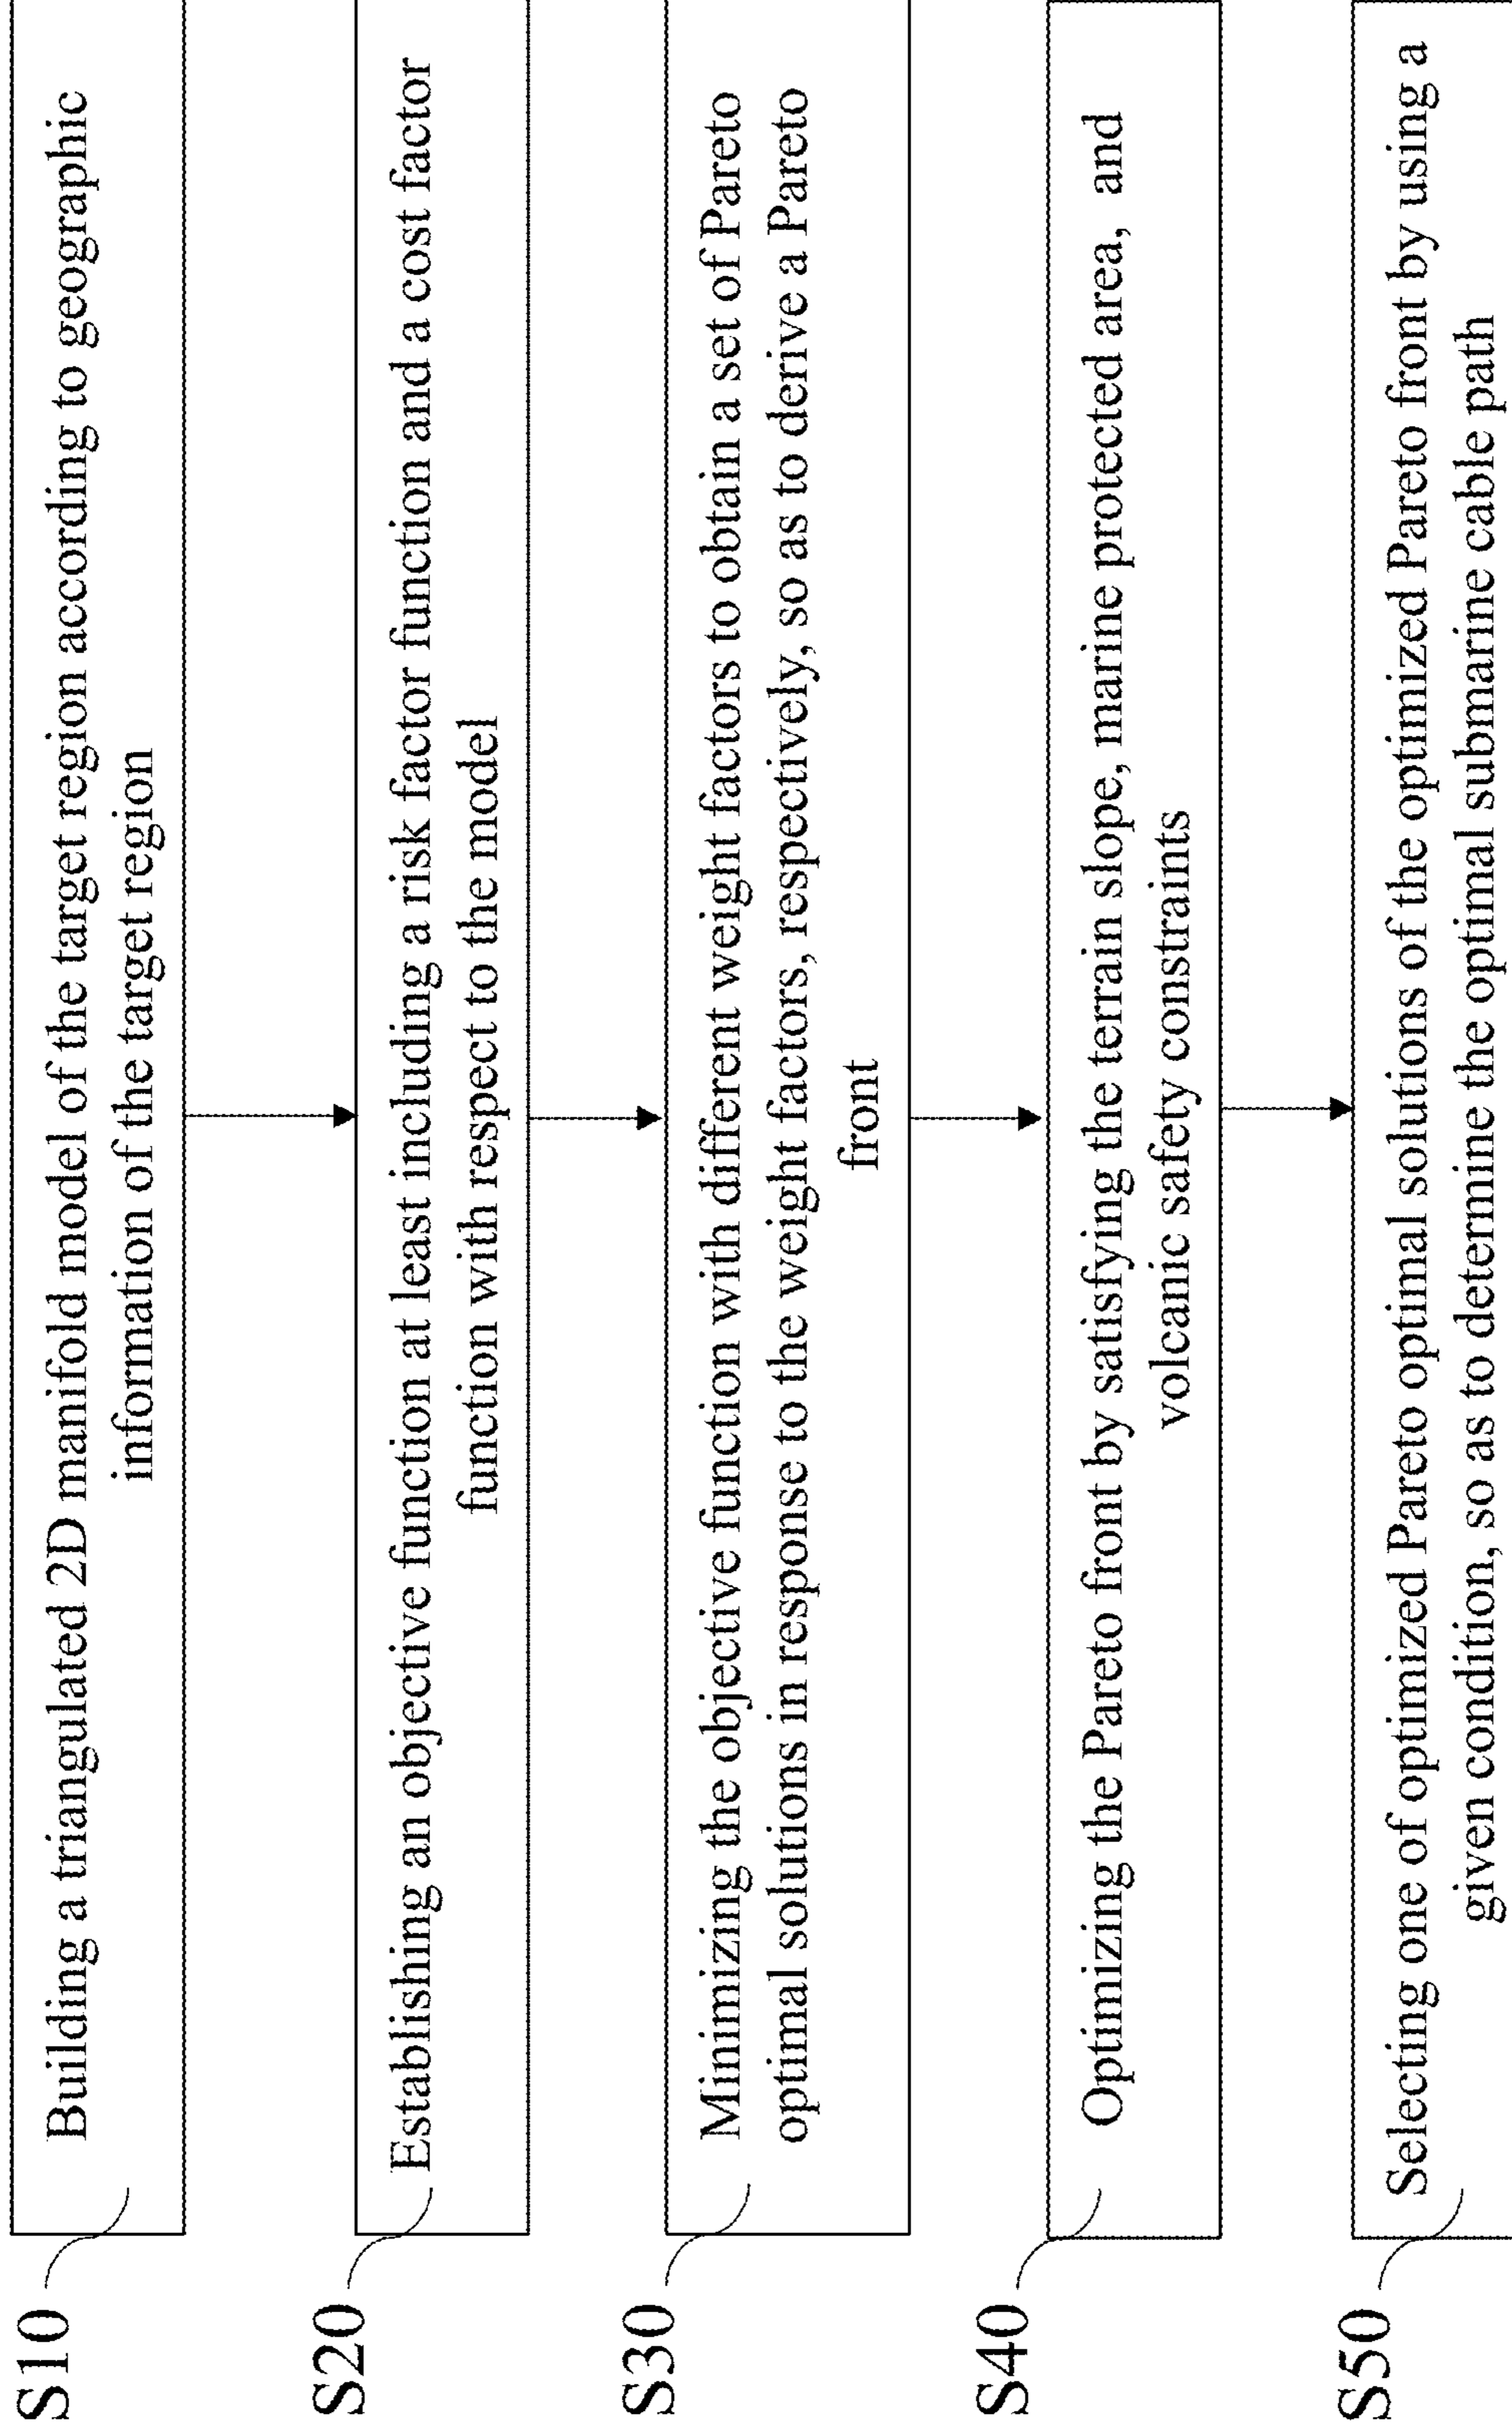 S10
Building a triangulated 2D manifold model of the target region according to geographic
information of the target region
S20
Establishing an objective function at least including a risk factor function and a cost factor
function with respect to the model
S30
Minimizing the objective function with different weight factors to obtain a set of Pareto
optimal solutions in response to the weight factors, respectively, so as to derive a Pareto
front
S40
Optimizing the Pareto front by satisfying the terrain slope, marine protected area, and
volcanic safety constraints
S50
Selecting one of optimized Pareto optimal solutions of the optimized Pareto front by using a
given condition, so as to determine the optimal submarine cable path